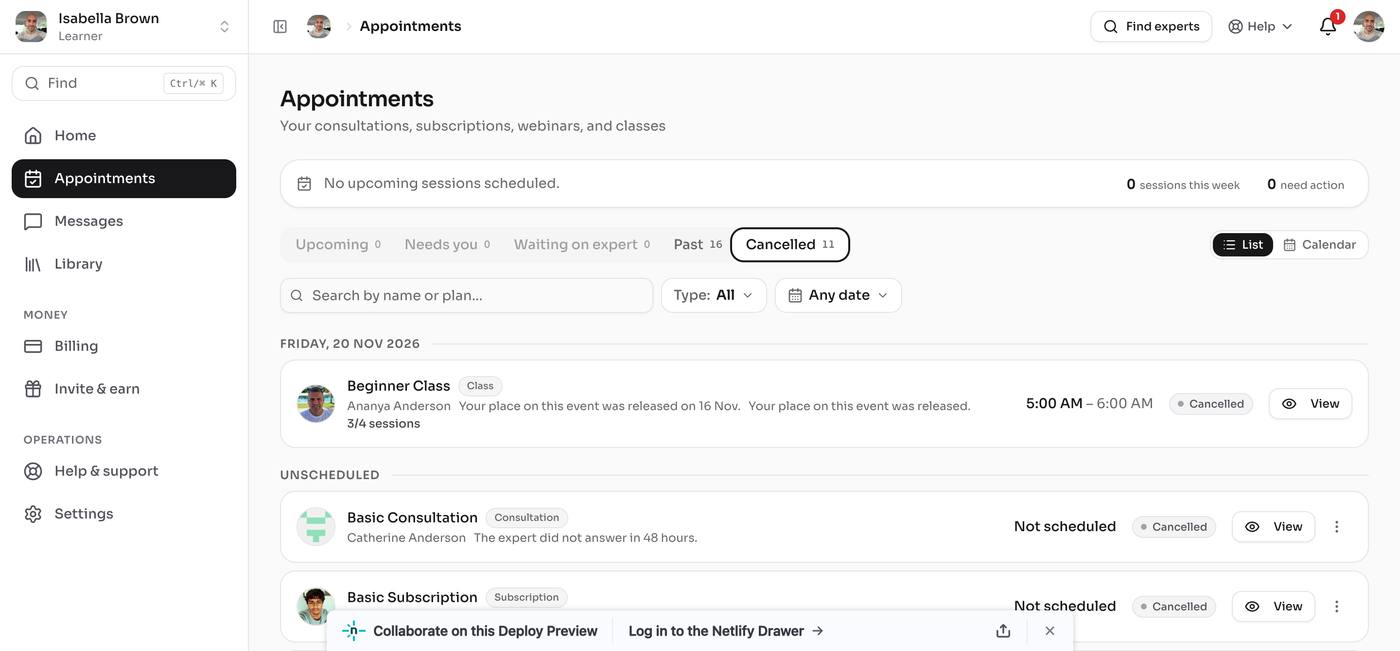 Isabella Brown
Learner
Appointments
Find experts
Help
1
Find
Ctrl/⌘ K
Home
Appointments
Messages
Library
MONEY
Billing
Invite & earn
OPERATIONS
Help & support
Settings
Appointments
Your consultations, subscriptions, webinars, and classes
No upcoming sessions scheduled.
0 sessions this week
0 need action
Upcoming 0
Needs you 0
Waiting on expert 0
Past 16
Cancelled 11
List
Calendar
Search by name or plan...
Type: All
Any date
FRIDAY, 20 NOV 2026
Beginner Class
Class
Ananya Anderson Your place on this event was released on 16 Nov. Your place on this event was released.
3/4 sessions
5:00 AM – 6:00 AM
Cancelled
View
UNSCHEDULED
Basic Consultation
Consultation
Catherine Anderson The expert did not answer in 48 hours.
Not scheduled
Cancelled
View
Basic Subscription
Subscription
Not scheduled
Cancelled
View
Collaborate on this Deploy Preview
Log in to the Netlify Drawer →